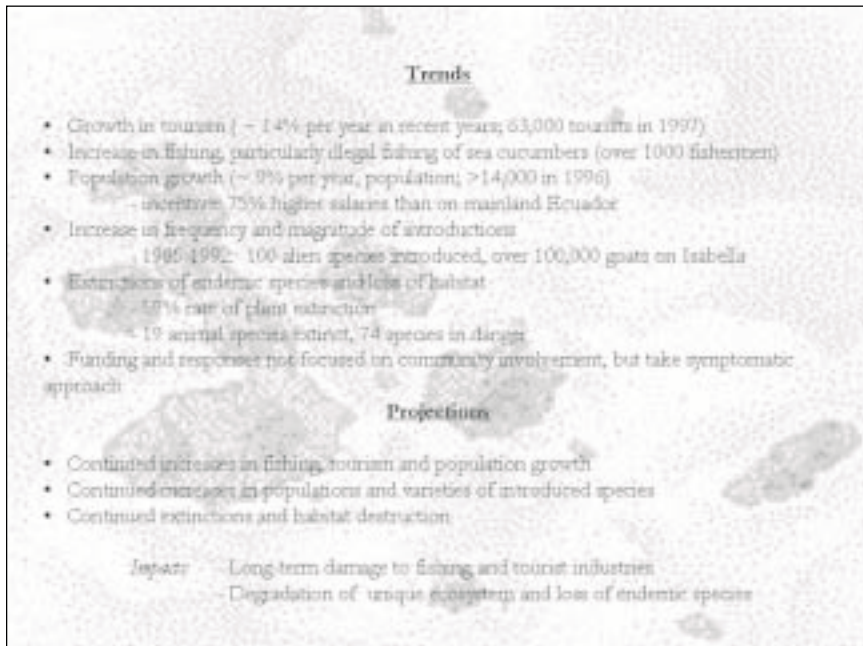 Trends
• Growth in tourism ( ~ 14% per year in recent years; 63,000 tourists in 1997)
• Increase in fishing, particularly illegal fishing of sea cucumbers (over 1000 fishermen)
• Population growth (~ 9% per year, population; >14,000 in 1996)
- incentive: 75% higher salaries than on mainland Ecuador
• Increase in frequency and magnitude of introductions
- 1985-1992: 100 alien species introduced, over 100,000 goats on Isabella
• Extinctions of endemic species and loss of habitat
- rate of plant extinction
- 19 animal species extinct, 74 species in danger
• Funding and responses not focused on community involvement, but take symptomatic
approach
Projections
• Continued increases in fishing, tourism and population growth
• Continued increases in populations and varieties of introduced species
• Continued extinctions and habitat destruction
Impact: - Long-term damage to fishing and tourist industries
- Degradation of unique ecosystem and loss of endemic species